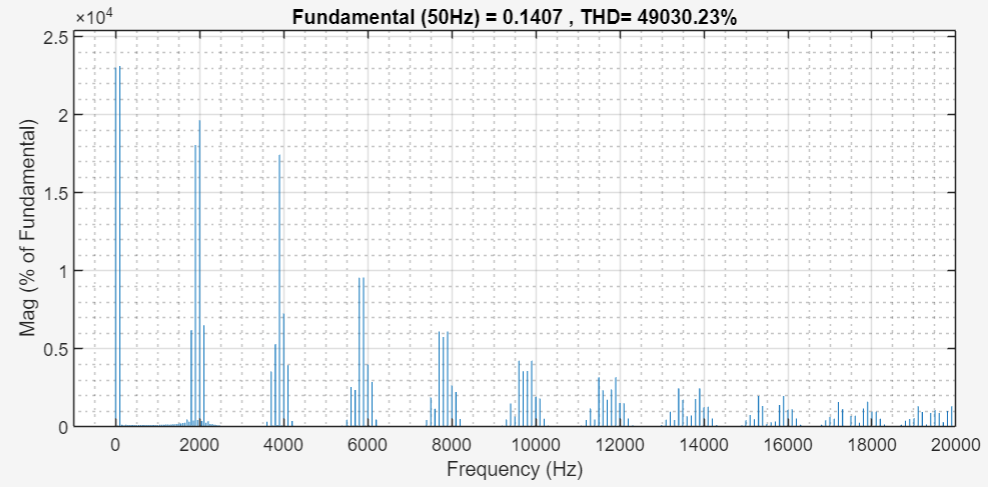 Fundamental (50Hz) = 0.1407 , THD= 49030.23%
×10⁴
2.5
2
1.5
1
0.5
0
Mag (% of Fundamental)
0 2000 4000 6000 8000 10000 12000 14000 16000 18000 20000
Frequency (Hz)